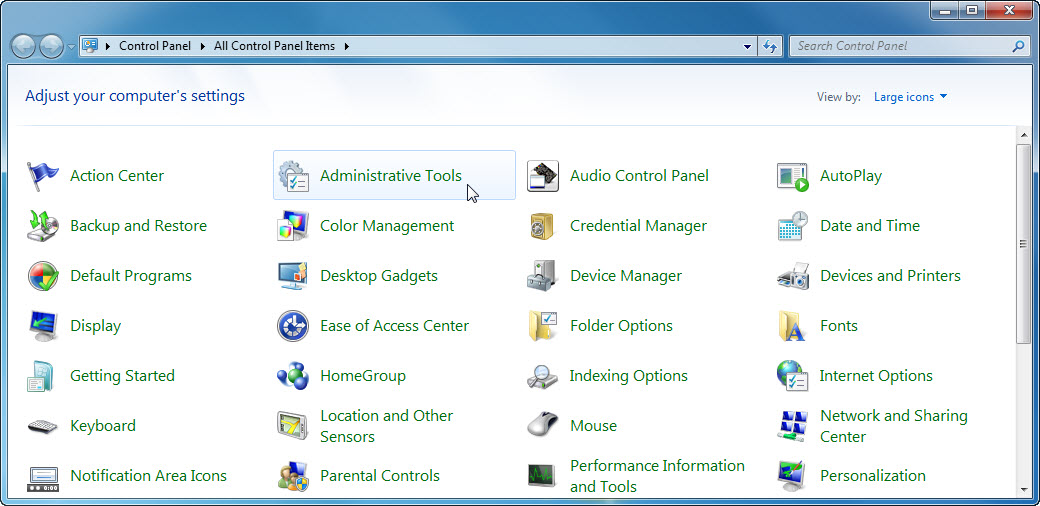 Control Panel All Control Panel Items Search Control Panel
Adjust your computer's settings
View by: Large icons
Action Center
Administrative Tools
Audio Control Panel
AutoPlay
Backup and Restore
Color Management
Credential Manager
Date and Time
Default Programs
Desktop Gadgets
Device Manager
Devices and Printers
Display
Ease of Access Center
Folder Options
Fonts
Getting Started
HomeGroup
Indexing Options
Internet Options
Keyboard
Location and Other
Sensors
Mouse
Network and Sharing
Center
Notification Area Icons
Parental Controls
Performance Information
and Tools
Personalization